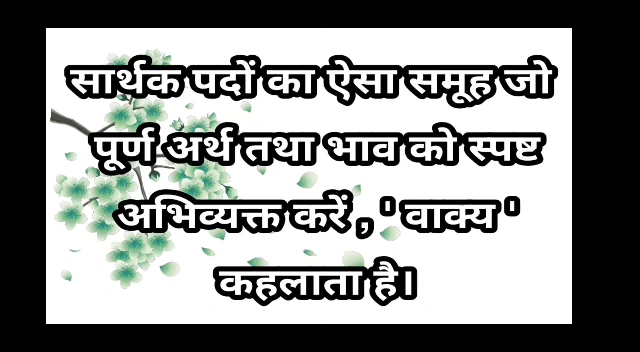 सार्थक पदों का ऐसा समूह जो
पूर्ण अर्थ तथा भाव को स्पष्ट
अभिव्यक्त करें , ' वाक्य '
कहलाता है।